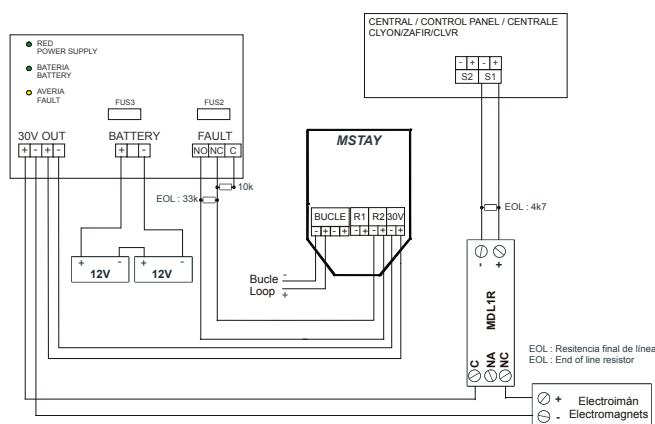 CENTRAL / CONTROL PANEL / CENTRALE
CLYON/ZAFIR/CLVR
- + - +
S2 S1
RED
POWER SUPPLY
BATERIA
BATTERY
AVERIA
FAULT
FUS3
FUS2
30V OUT
BATTERY
FAULT
+ - + -
+ -
NO NC C
10k
EOL : 33k
MSTAY
BUCLE R1 R2 30V
- + - + - + - + - +
EOL : 4k7
+ -
12V
+ -
12V
Bucle -
Loop +
- +
MDL1R
C NA NC
EOL : Resitencia final de línea
EOL : End of line resistor
+ Electroimán
- Electromagnets